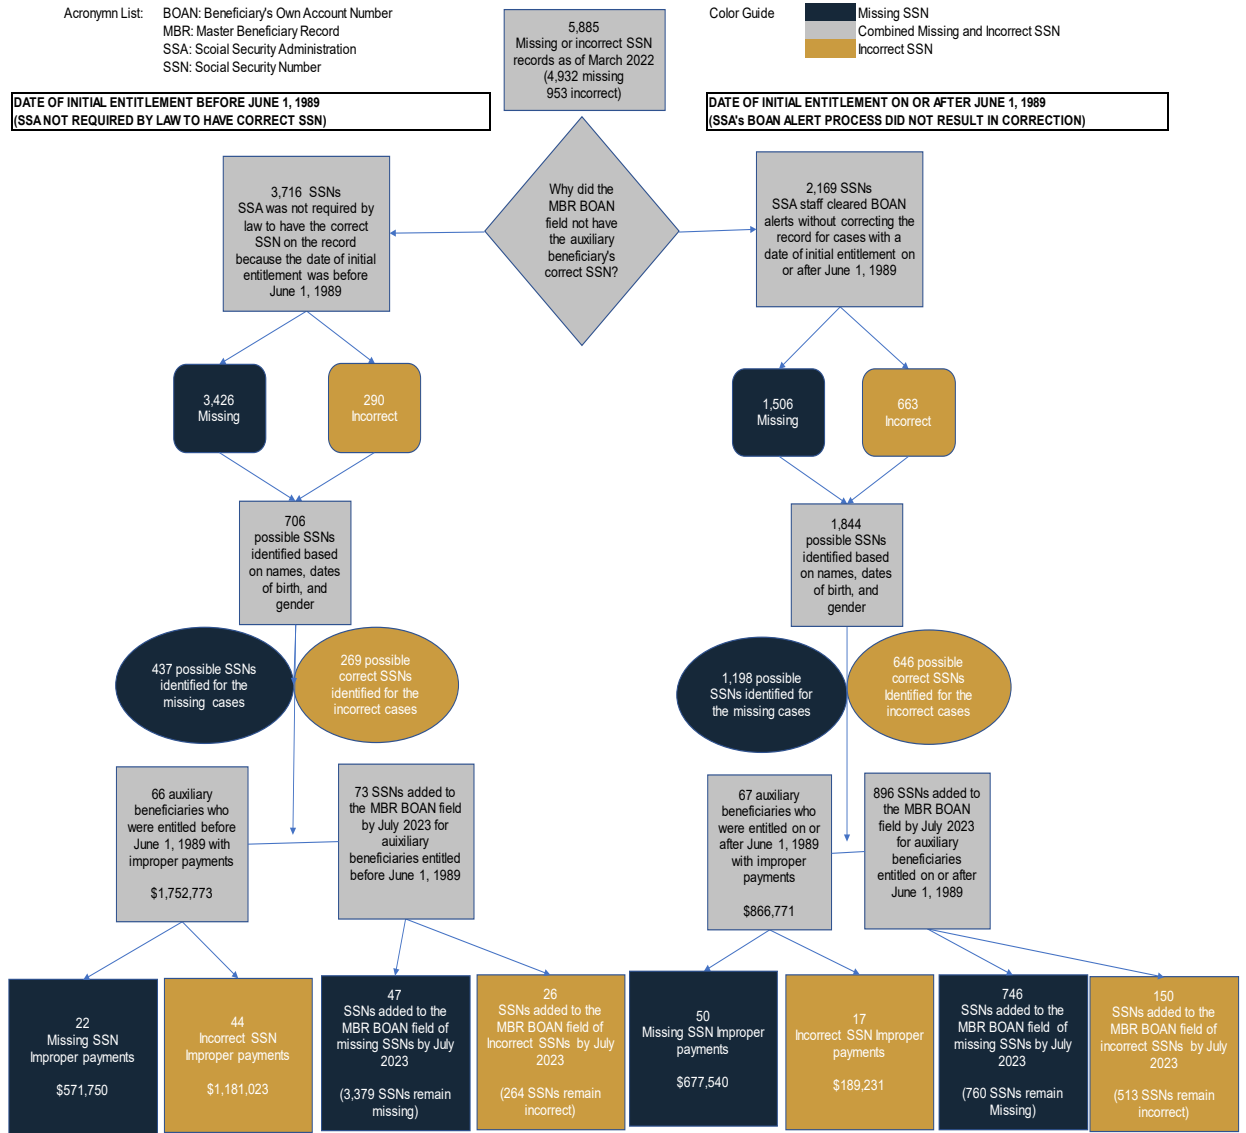 Acronymn List:
BOAN: Beneficiary's Own Account Number
MBR: Master Beneficiary Record
SSA: Scoial Security Administration
SSN: Social Security Number
5,885
Missing or incorrect SSN
records as of March 2022
(4,932 missing
953 incorrect)
Color Guide
Missing SSN
Combined Missing and Incorrect SSN
Incorrect SSN
DATE OF INITIAL ENTITLEMENT BEFORE JUNE 1, 1989
(SSA NOT REQUIRED BY LAW TO HAVE CORRECT SSN)
DATE OF INITIAL ENTITLEMENT ON OR AFTER JUNE 1, 1989
(SSA's BOAN ALERT PROCESS DID NOT RESULT IN CORRECTION)
3,716 SSNs
SSA was not required by
law to have the correct
SSN on the record
because the date of initial
entitlement was before
June 1, 1989
Why did the
MBR BOAN
field not have
the auxiliary
beneficiary's
correct SSN?
2,169 SSNs
SSA staff cleared BOAN
alerts without correcting the
record for cases with a
date of initial entitlement on
or after June 1, 1989
3,426
Missing
290
Incorrect
1,506
Missing
663
Incorrect
706
possible SSNs
identified based
on names, dates
of birth, and
gender
1,844
possible SSNs
identified based
on names, dates
of birth, and
gender
437 possible SSNs
identified for the
missing cases
269 possible
correct SSNs
identified for the
incorrect cases
1,198 possible
SSNs identified for
the missing cases
646 possible
correct SSNs
Identified for the
incorrect cases
66 auxiliary
beneficiaries who
were entitled before
June 1, 1989 with
improper payments
$1,752,773
73 SSNs added to
the MBR BOAN field
by July 2023 for
auixiliary
beneficiaries entitled
before June 1, 1989
67 auxiliary
beneficiaries who
were entitled on or
after June 1, 1989
with improper
payments
$866,771
896 SSNs added to
the MBR BOAN
field by July 2023
for auxiliary
beneficiaries
entitled on or after
June 1, 1989
22
Missing SSN
Improper payments
$571,750
44
Incorrect SSN
Improper payments
$1,181,023
47
SSNs added to the
MBR BOAN field of
missing SSNs by July
2023
(3,379 SSNs remain
missing)
26
SSNs added to the
MBR BOAN field of
Incorrect SSNs by July
2023
(264 SSNs remain
incorrect)
50
Missing SSN Improper
payments
$677,540
17
Incorrect SSN Improper
payments
$189,231
746
SSNs added to the
MBR BOAN field of
missing SSNs by July
2023
(760 SSNs remain
Missing)
150
SSNs added to the
MBR BOAN field of
incorrect SSNs by July
2023
(513 SSNs remain
incorrect)